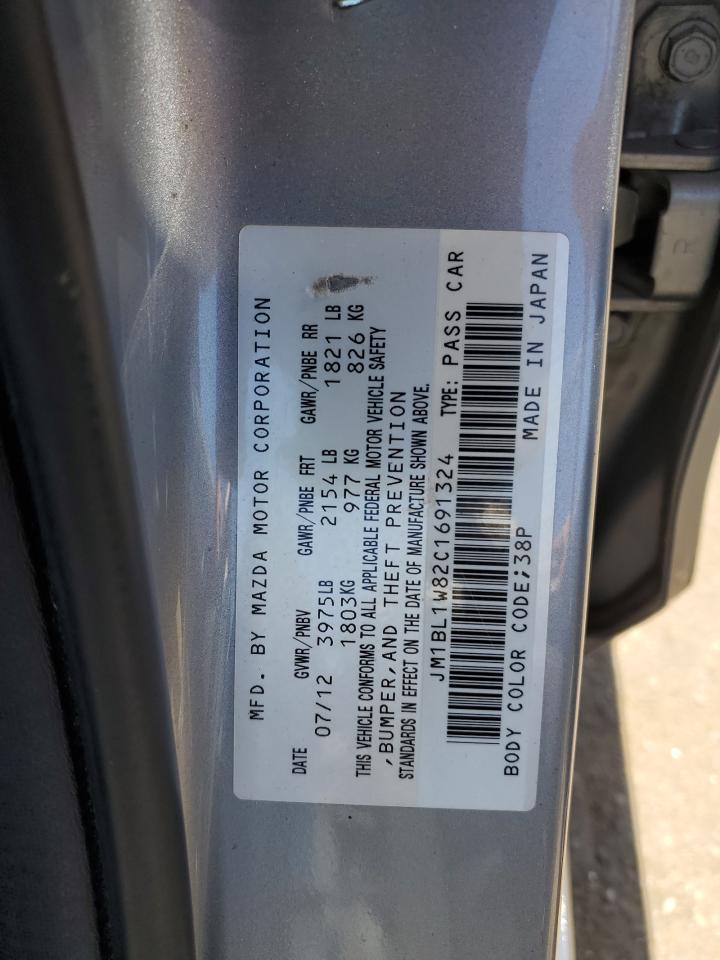 MFD. BY MAZDA MOTOR CORPORATION
DATE GVWR/PNBV GAWR/PNBE FRT GAWR/PNBE RR
07/12 3975LB 2154 LB 1821 LB
1803KG 977 KG 826 KG
THIS VEHICLE CONFORMS TO ALL APPLICABLE FEDERAL MOTOR VEHICLE SAFETY
,BUMPER,AND THEFT PREVENTION
STANDARDS IN EFFECT ON THE DATE OF MANUFACTURE SHOWN ABOVE.
JM1BL1W82C1691324 TYPE: PASS CAR
BODY COLOR CODE;38P MADE IN JAPAN
R